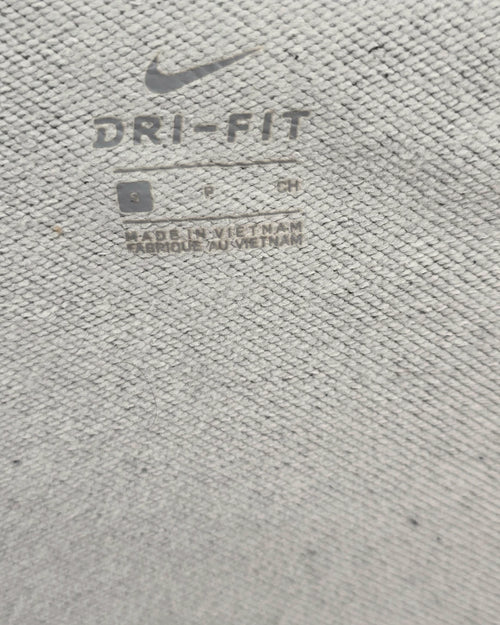 DRI-FIT
S P CH
MADE IN VIETNAM
FABRIQUÉ AU VIETNAM